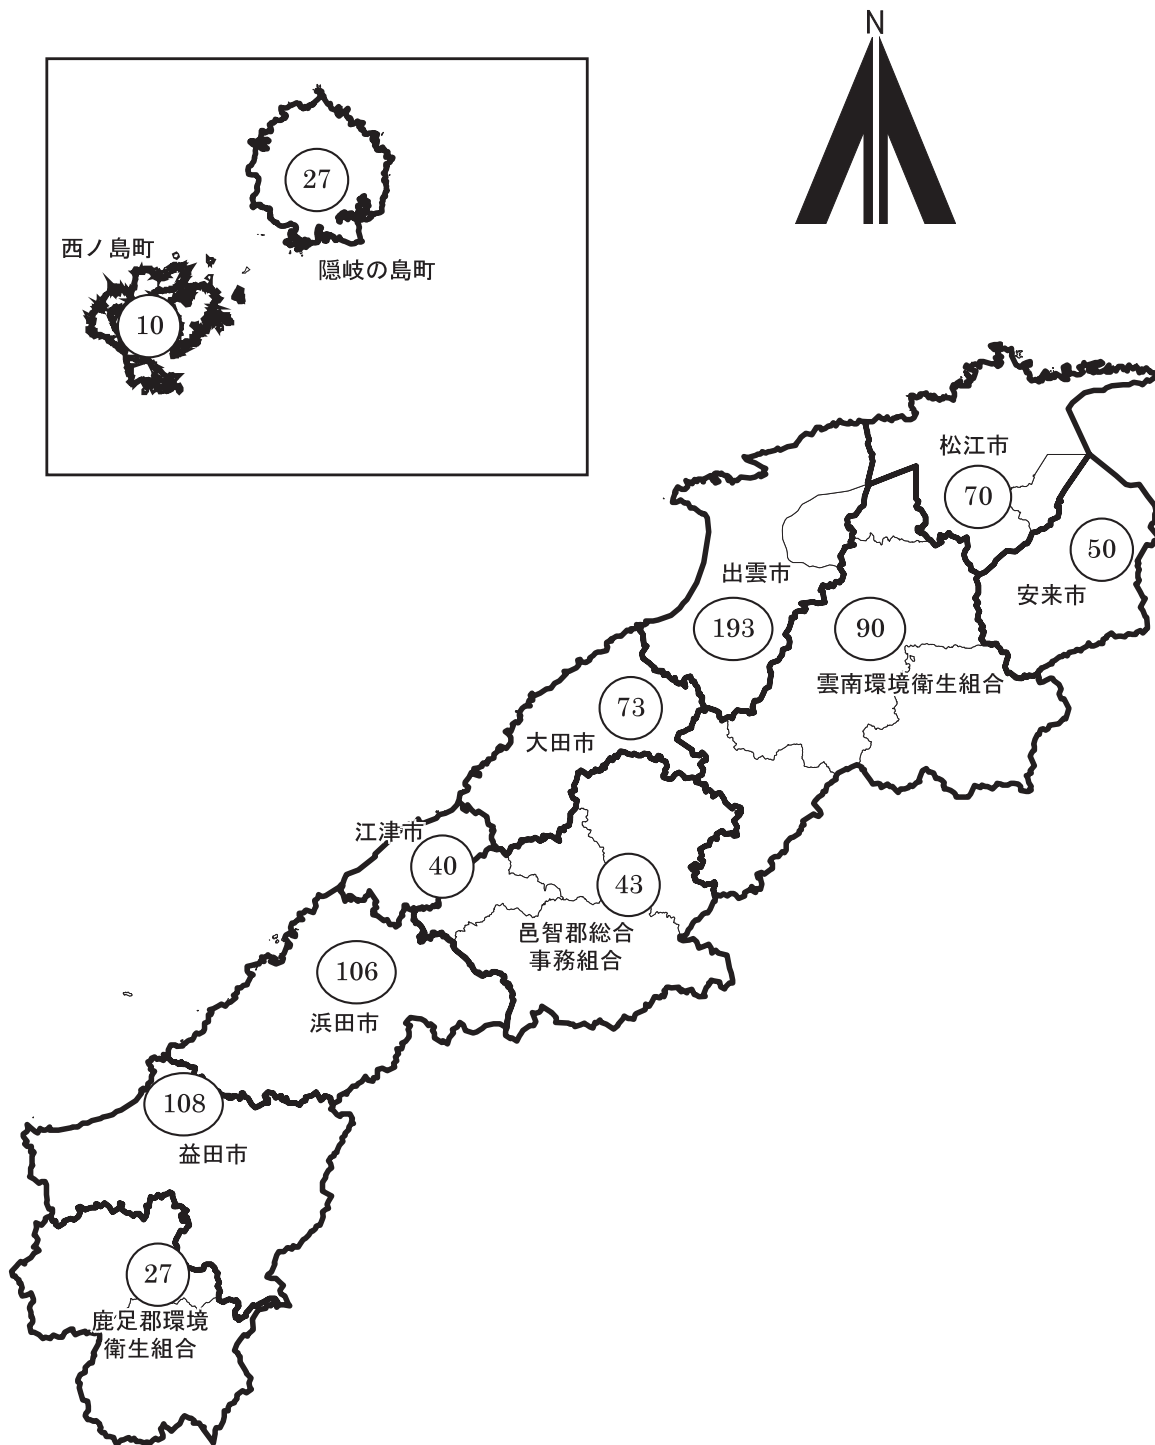 N
27
西ノ島町
隠岐の島町
10
松江市
70
50
出雲市
安来市
193
90
雲南環境衛生組合
73
大田市
江津市
40
43
邑智郡総合
事務組合
106
浜田市
108
益田市
27
鹿足郡環境
衛生組合